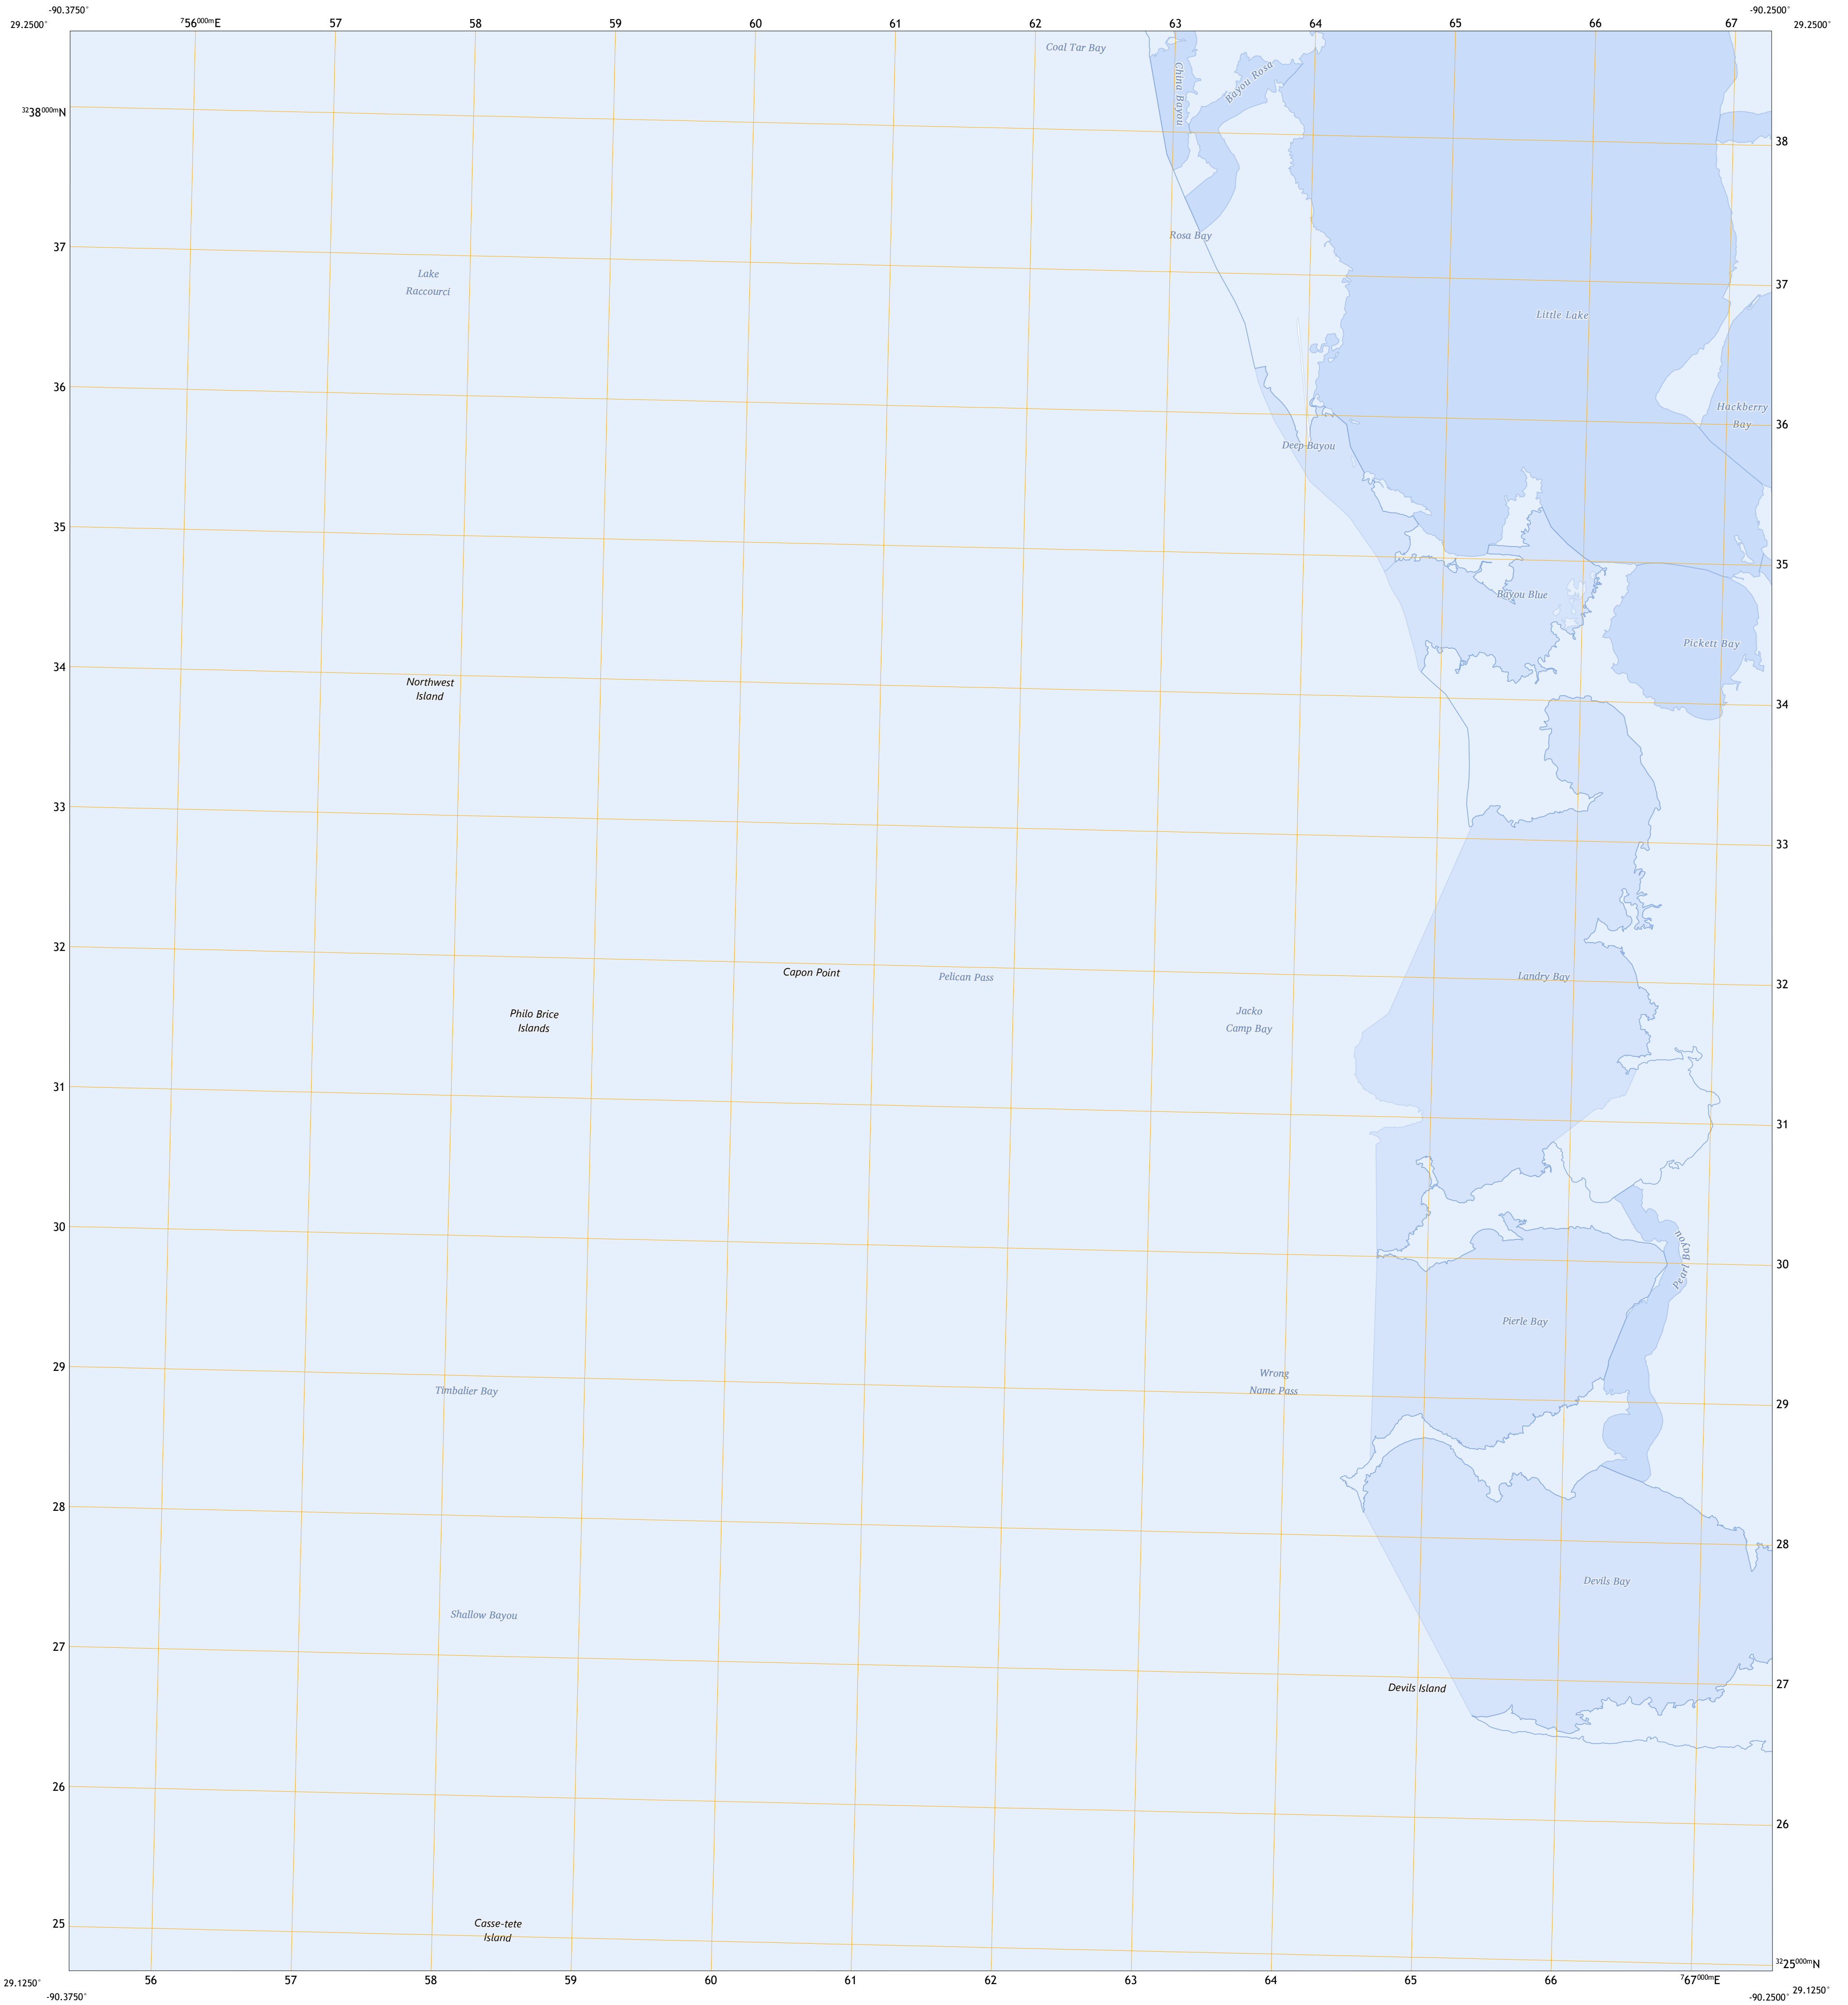 -90.3750°
-90.2500°
29.2500°
⁷56⁰⁰⁰ᵐE
57
58
59
60
61
62
63
64
65
66
67
29.2500°
Coal Tar Bay
China Bayou
Bayou Rosa
³²38⁰⁰⁰ᵐN
38
Rosa Bay
37
Lake
Raccourci
37
Little Lake
36
Hackberry
Bay
36
Deep Bayou
35
35
Bayou Blue
Pickett Bay
34
Northwest
Island
34
33
33
32
Capon Point
Pelican Pass
Landry Bay
32
Philo Brice
Islands
Jacko
Camp Bay
31
31
30
Pearl Bayou
30
Pierle Bay
29
Wrong
Name Pass
Timbalier Bay
29
28
28
Devils Bay
Shallow Bayou
27
27
Devils Island
26
26
25
Casse-tete
Island
³²25⁰⁰⁰ᵐN
29.1250°
56
57
58
59
60
61
62
63
64
65
66
⁷67⁰⁰⁰ᵐE
29.1250°
-90.3750°
-90.2500°